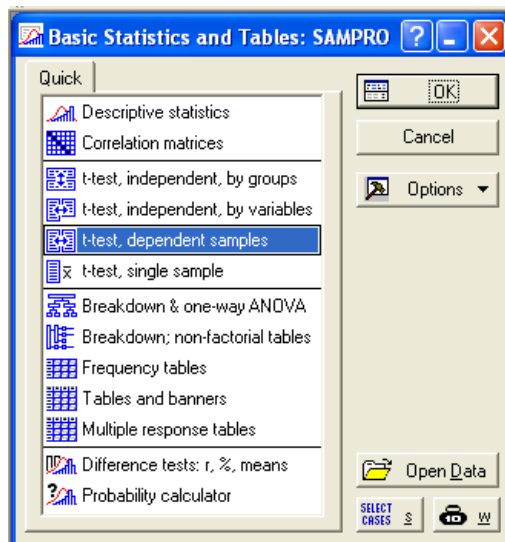 Basic Statistics and Tables: SAMPRO
Quick
Descriptive statistics
Correlation matrices
t-test, independent, by groups
t-test, independent, by variables
t-test, dependent samples
t-test, single sample
Breakdown & one-way ANOVA
Breakdown; non-factorial tables
Frequency tables
Tables and banners
Multiple response tables
Difference tests: r, %, means
Probability calculator
OK
Cancel
Options
Open Data
SELECT
CASES S
W